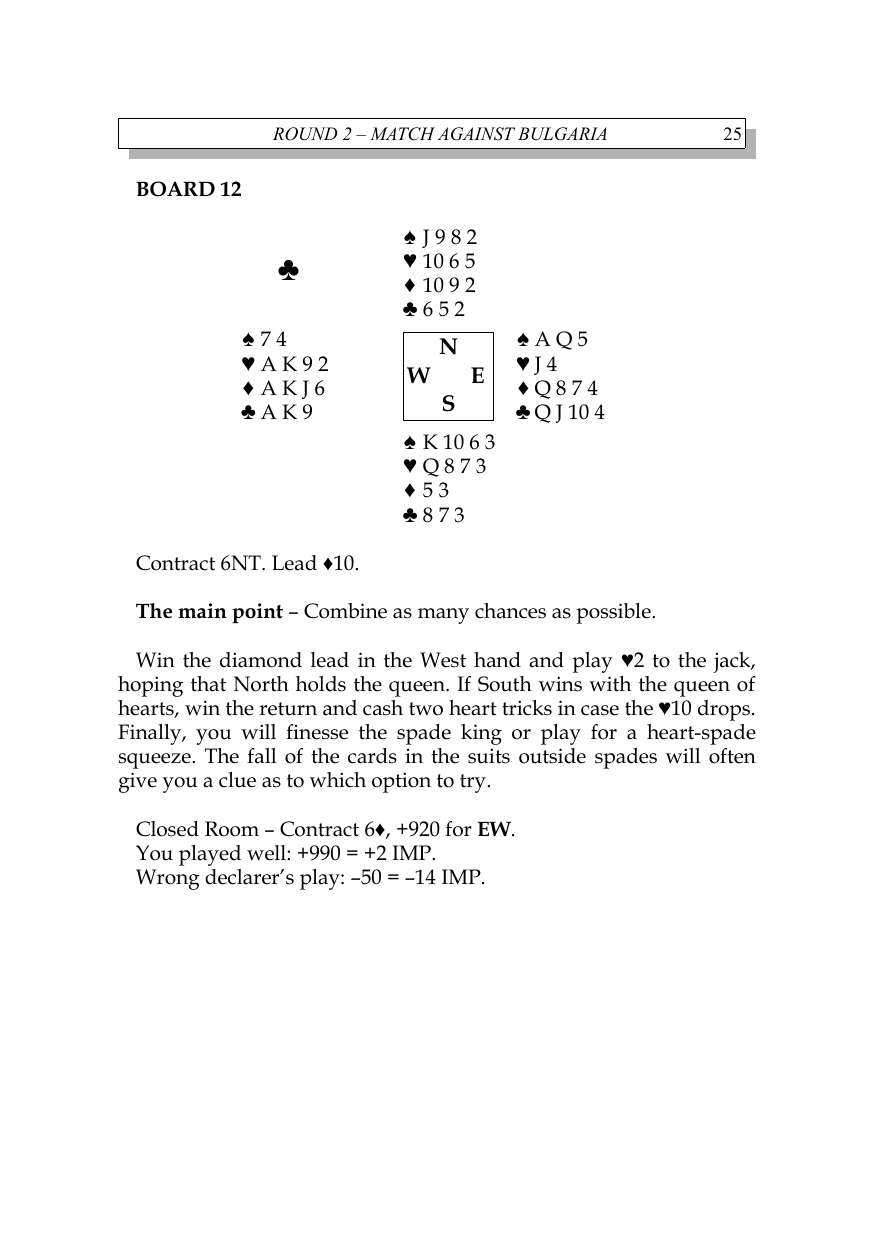 ROUND 2 – MATCH AGAINST BULGARIA 25
BOARD 12
♠ J 9 8 2
♥ 10 6 5
♦ 10 9 2
♣ 6 5 2
♣
♠ 7 4
♥ A K 9 2
♦ A K J 6
♣ A K 9
N
W E
S
♠ A Q 5
♥ J 4
♦ Q 8 7 4
♣ Q J 10 4
♠ K 10 6 3
♥ Q 8 7 3
♦ 5 3
♣ 8 7 3
Contract 6NT. Lead ♦10.
The main point – Combine as many chances as possible.
Win the diamond lead in the West hand and play ♥2 to the jack,
hoping that North holds the queen. If South wins with the queen of
hearts, win the return and cash two heart tricks in case the ♥10 drops.
Finally, you will finesse the spade king or play for a heart-spade
squeeze. The fall of the cards in the suits outside spades will often
give you a clue as to which option to try.
Closed Room – Contract 6♦, +920 for EW.
You played well: +990 = +2 IMP.
Wrong declarer’s play: –50 = –14 IMP.